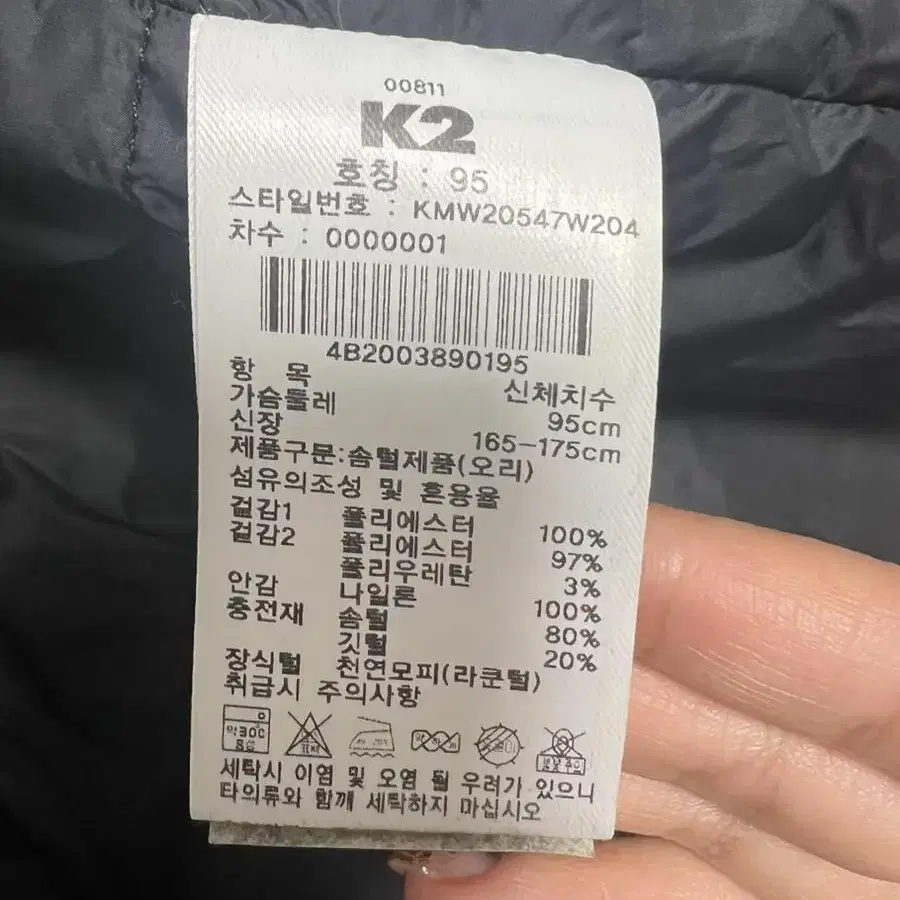 00811
K2
호칭 : 95
스타일번호 : KMW20547W204
차수 : 0000001
4B2003890195
항 목 신체치수
가슴둘레 95cm
신장 165-175cm
제품구분:솜털제품(오리)
섬유의조성 및 혼용율
겉감1 폴리에스터 100%
겉감2 폴리에스터 97%
폴리우레탄 3%
안감 나일론 100%
충전재 솜털 80%
깃털 20%
장식털 천연모피(라쿤털)
취급시 주의사항
약30℃ 중성
세탁시 이염 및 오염 될 우려가 있으니
타의류와 함께 세탁하지 마십시오